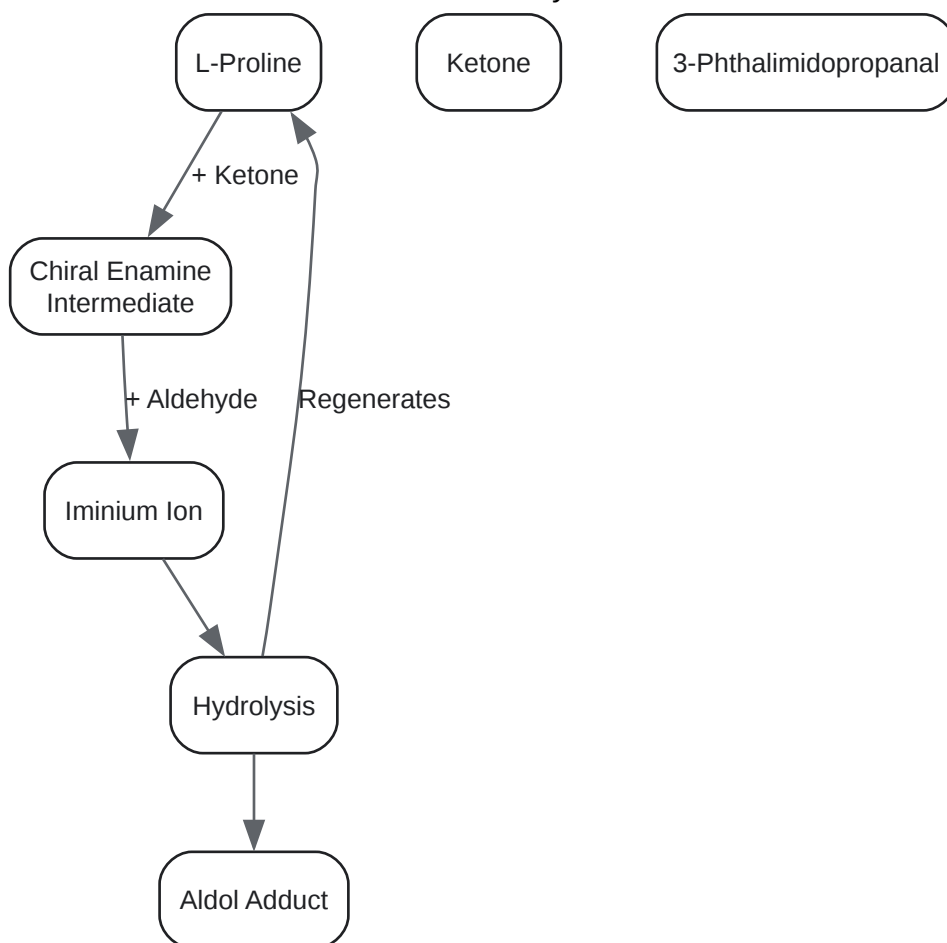 L-Proline
Ketone
3-Phthalimidopropanal
+ Ketone
Chiral Enamine
Intermediate
+ Aldehyde
Regenerates
Iminium Ion
Hydrolysis
Aldol Adduct